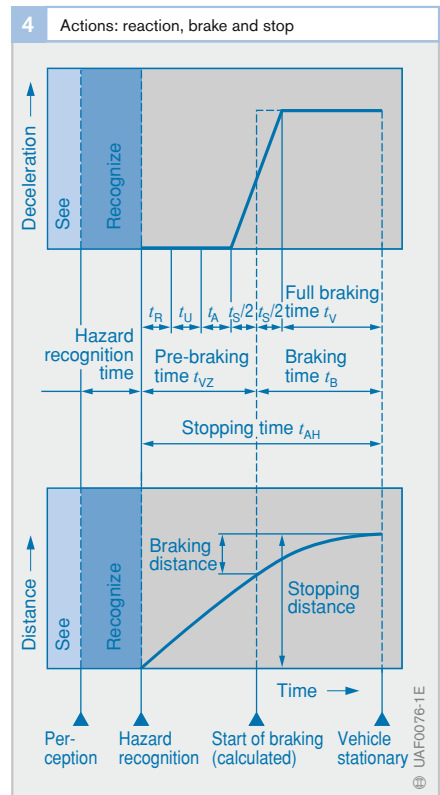 4 Actions: reaction, brake and stop
Deceleration
See
Recognize
Full braking
tR tU tA tS/2 tS/2 time tV
Hazard
recognition
time
Pre-braking
time tVZ
Braking
time tB
Stopping time tAH
Distance
See
Recognize
Braking
distance
Stopping
distance
Time
Per-
ception
Hazard
recognition
Start of braking
(calculated)
Vehicle
stationary
UAF0076-1E